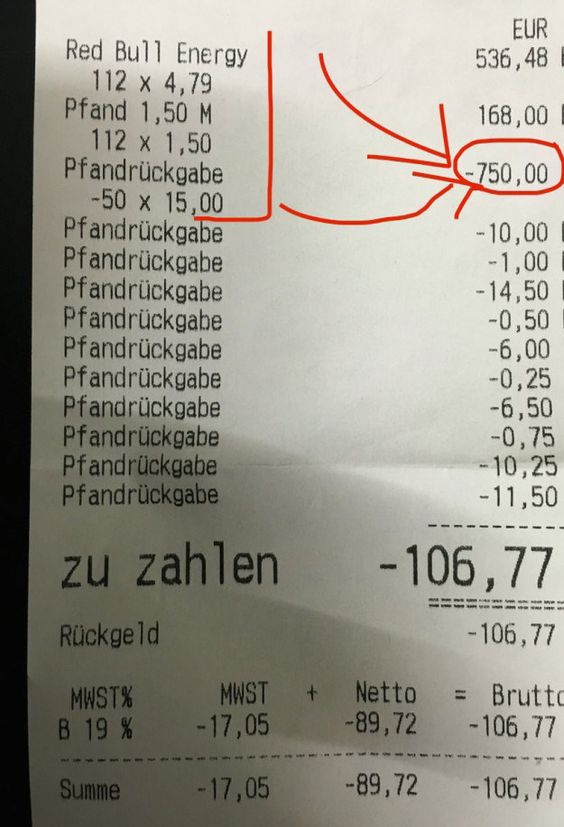 EUR
Red Bull Energy 536,48
112 x 4,79
Pfand 1,50 M 168,00
112 x 1,50
Pfandrückgabe -750,00
-50 x 15,00
Pfandrückgabe -10,00
Pfandrückgabe -1,00
Pfandrückgabe -14,50
Pfandrückgabe -0,50
Pfandrückgabe -6,00
Pfandrückgabe -0,25
Pfandrückgabe -6,50
Pfandrückgabe -0,75
Pfandrückgabe -10,25
Pfandrückgabe -11,50
zu zahlen -106,77
Rückgeld -106,77
MWST% MWST + Netto = Brutto
B 19 % -17,05 -89,72 -106,77
Summe -17,05 -89,72 -106,77